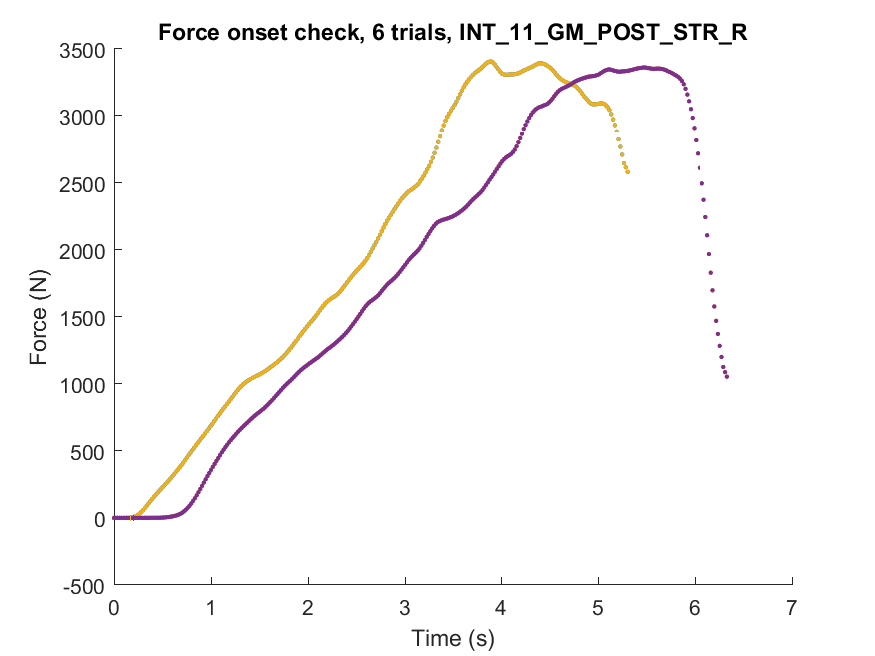 Force onset check, 6 trials, INT_11_GM_POST_STR_R
3500
3000
2500
2000
1500
1000
500
0
-500
Force (N)
0 1 2 3 4 5 6 7
Time (s)